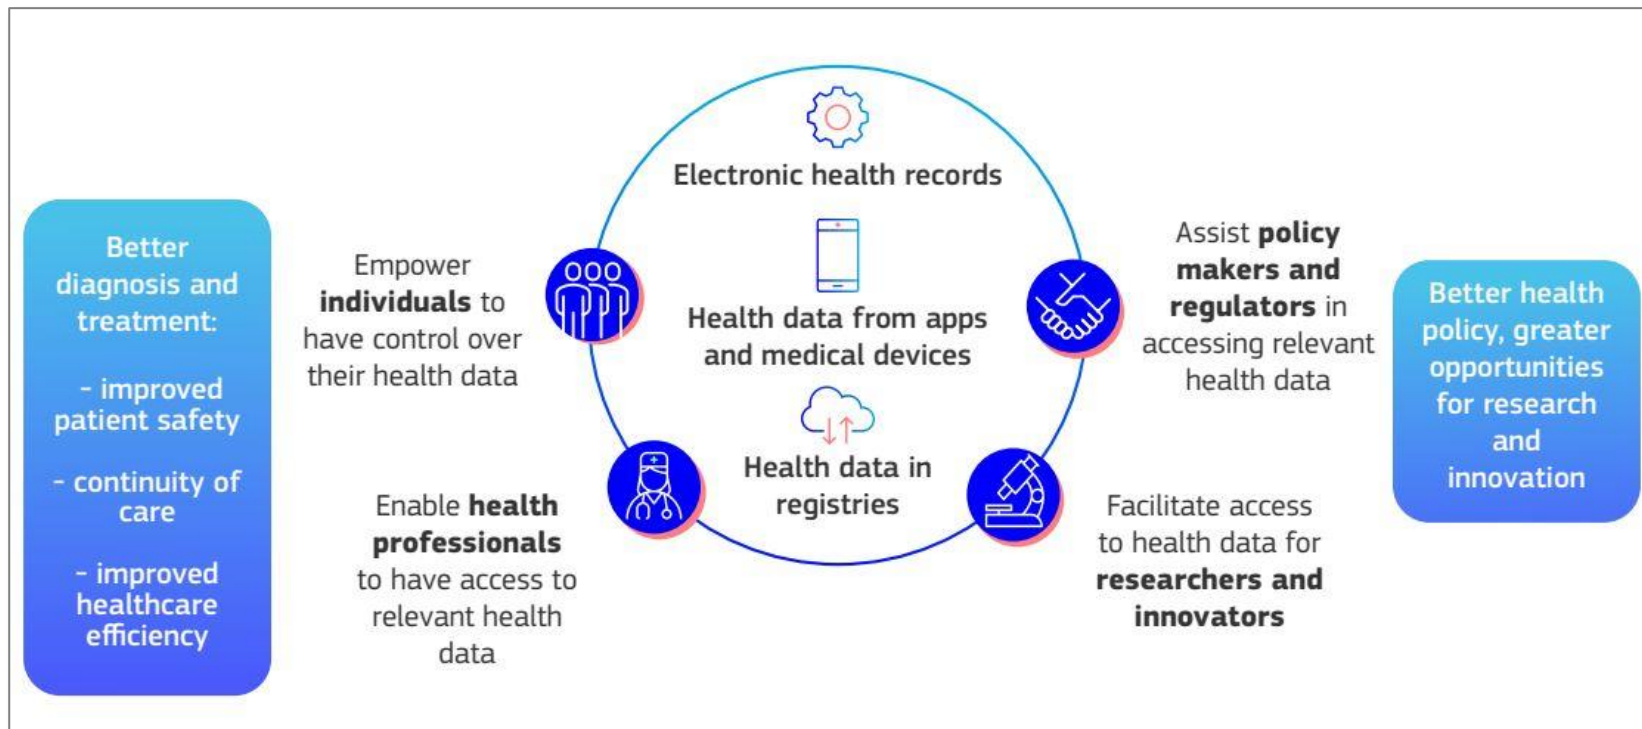 Better
diagnosis and
treatment:
- improved
patient safety
- continuity of
care
- improved
healthcare
efficiency
Empower
individuals to
have control over
their health data
Enable health
professionals
to have access to
relevant health
data
Electronic health records
Health data from apps
and medical devices
Health data in
registries
Assist policy
makers and
regulators in
accessing relevant
health data
Facilitate access
to health data for
researchers and
innovators
Better health
policy, greater
opportunities
for research
and
innovation